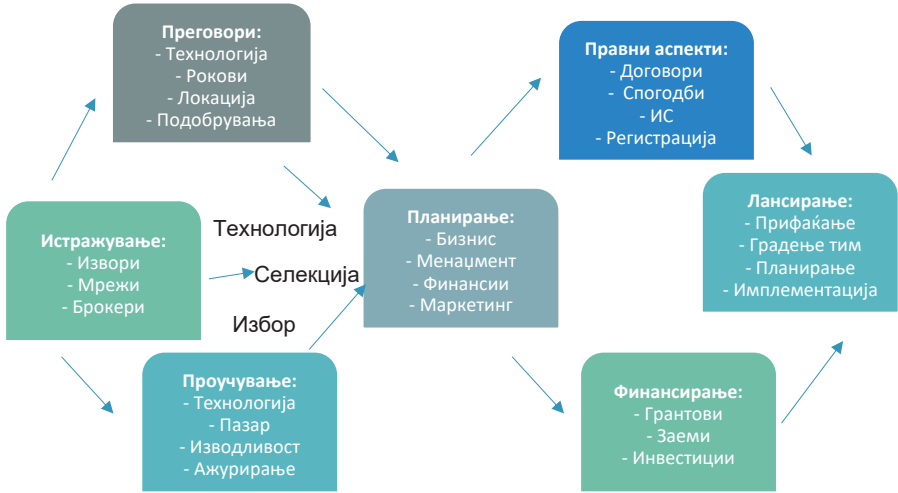 Преговори:
- Технологија
- Рокови
- Локација
- Подобрувања
Правни аспекти:
- Договори
- Спогодби
- ИС
- Регистрација
Истражување:
- Извори
- Мрежи
- Брокери
Технологија
Селекција
Избор
Планирање:
- Бизнис
- Менаџмент
- Финансии
- Маркетинг
Лансирање:
- Прифаќање
- Градење тим
- Планирање
- Имплементација
Проучување:
- Технологија
- Пазар
- Изводливост
- Ажурирање
Финансирање:
- Грантови
- Заеми
- Инвестиции